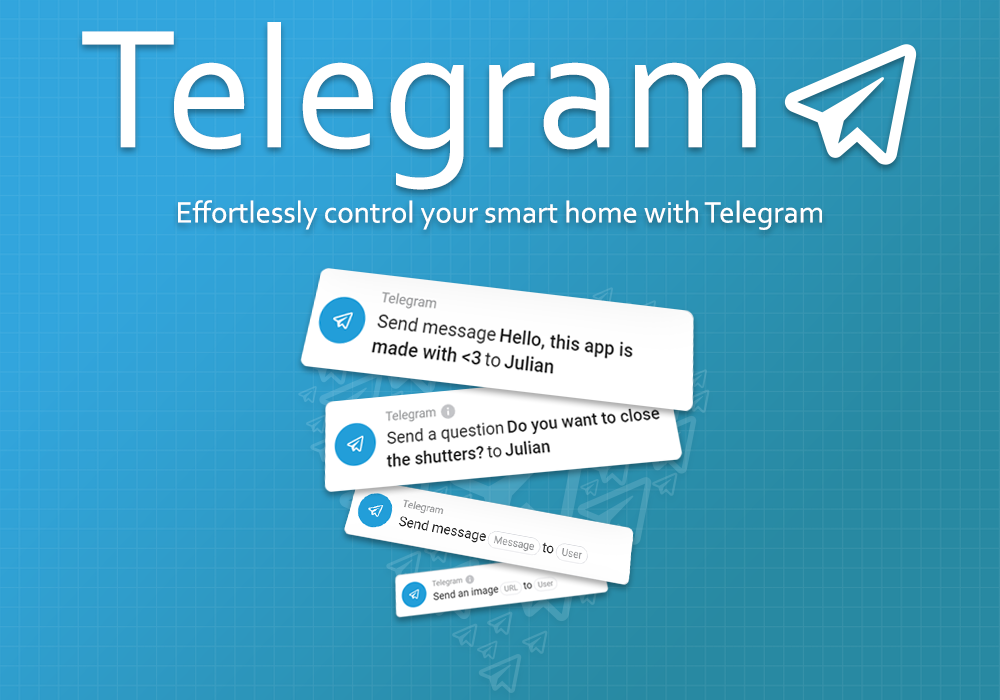 Telegram
Effortlessly control your smart home with Telegram
Telegram
Send message Hello, this app is
made with <3 to Julian
Telegram i
Send a question Do you want to close
the shutters? to Julian
Telegram
Send message Message to User
Telegram i
Send an image URL to User